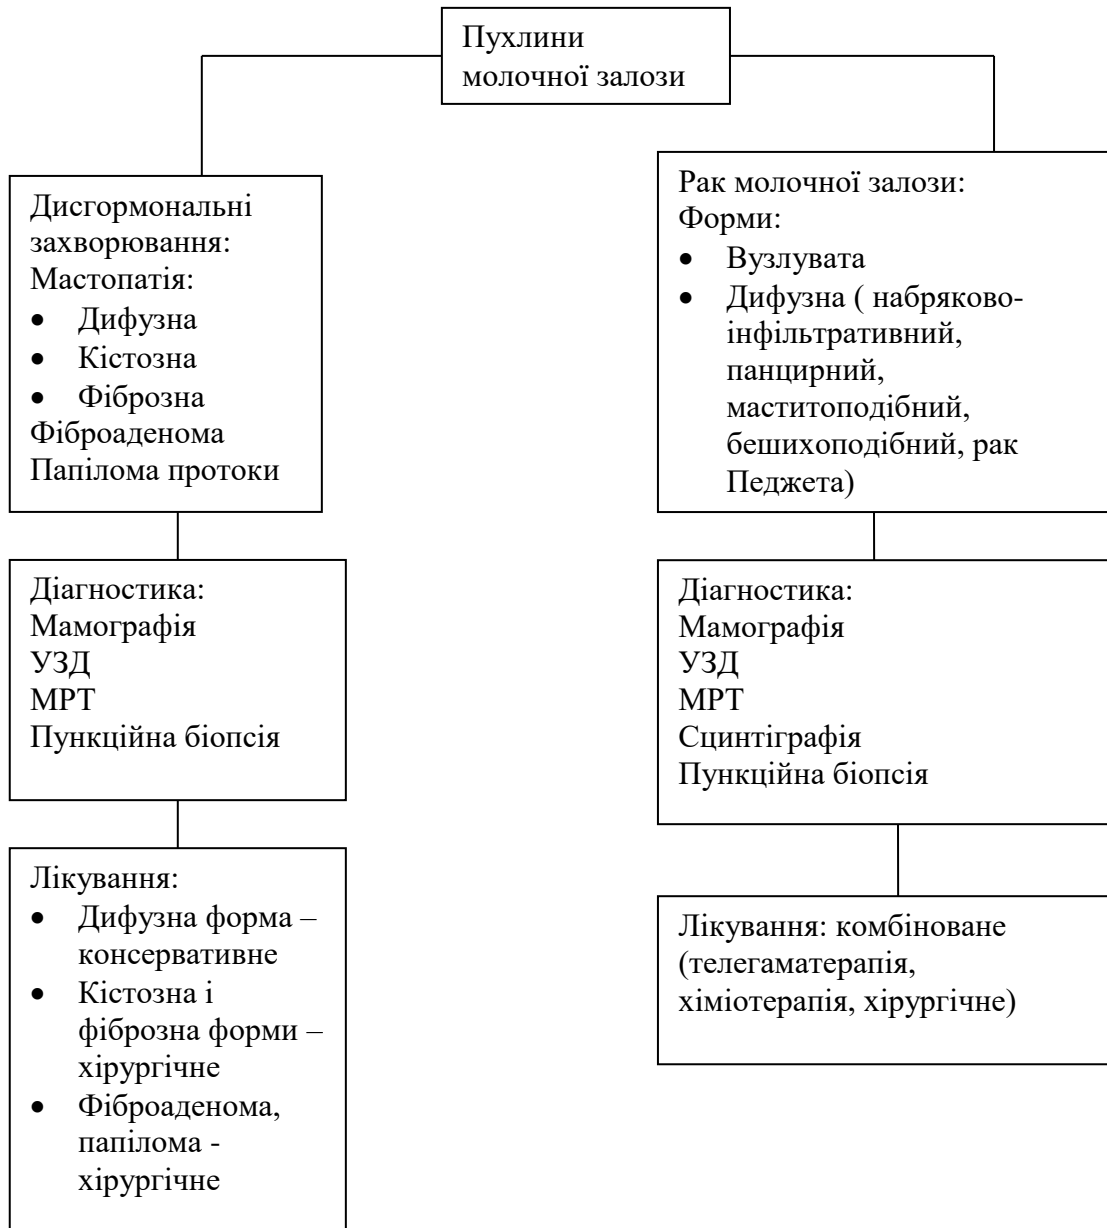 Пухлини
молочної залози
Дисгормональні
захворювання:
Мастопатія:
• Дифузна
• Кістозна
• Фіброзна
Фіброаденома
Папілома протоки
Діагностика:
Мамографія
УЗД
МРТ
Пункційна біопсія
Лікування:
• Дифузна форма –
консервативне
• Кістозна і
фіброзна форми –
хірургічне
• Фіброаденома,
папілома -
хірургічне
Рак молочної залози:
Форми:
• Вузлувата
• Дифузна ( набряково-
інфільтративний,
панцирний,
маститоподібний,
бешихоподібний, рак
Педжета)
Діагностика:
Мамографія
УЗД
МРТ
Сцинтіграфія
Пункційна біопсія
Лікування: комбіноване
(телегаматерапія,
хіміотерапія, хірургічне)